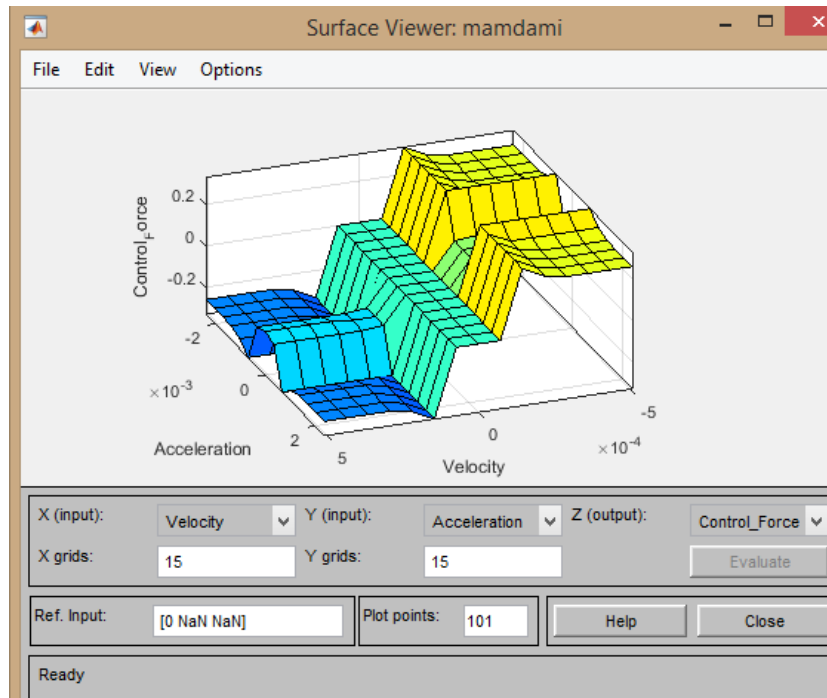 Surface Viewer: mamdami
File Edit View Options
0.2
0
-0.2
Control_Force
-2
0
2
×10-3
Acceleration
5
0
-5
×10-4
Velocity
X (input): Velocity Y (input): Acceleration Z (output): Control_Force
X grids: 15 Y grids: 15 Evaluate
Ref. Input: [0 NaN NaN] Plot points: 101 Help Close
Ready